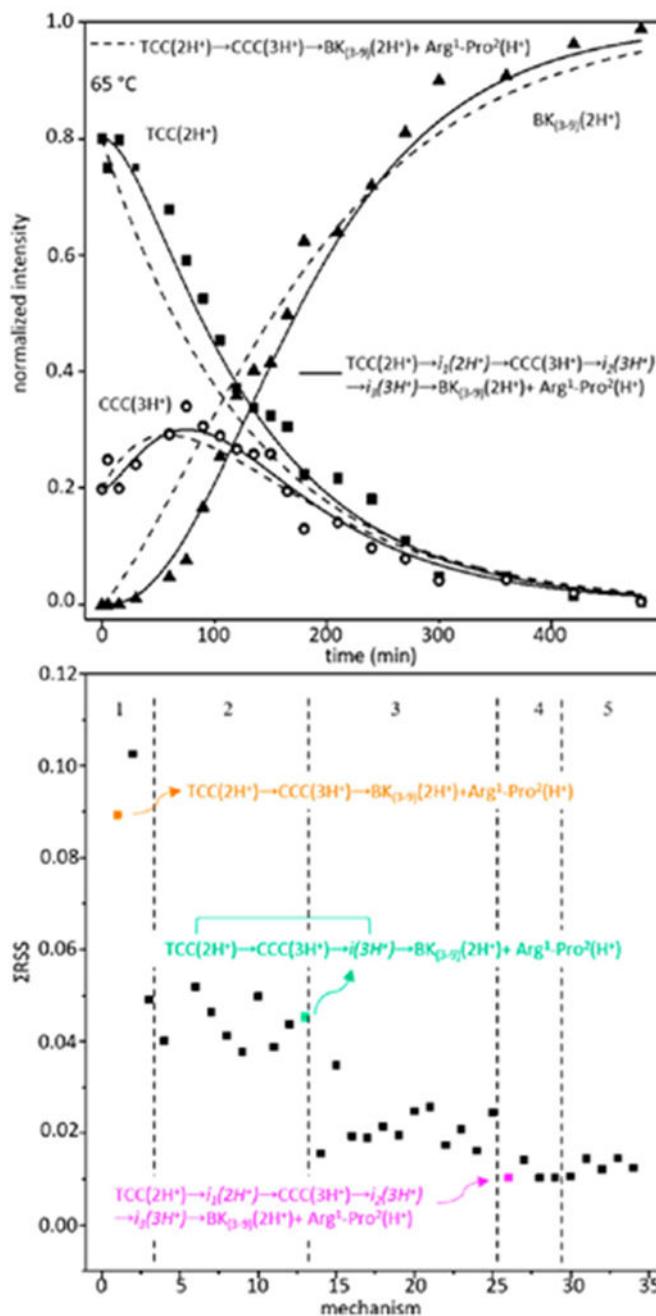 1.0
0.8
0.6
0.4
0.2
0.0
normalized intensity
TCC(2H⁺)→CCC(3H⁺)→BK₍₃₋₉₎(2H⁺)+ Arg¹-Pro²(H⁺)
65 °C
TCC(2H⁺)
BK₍₃₋₉₎(2H⁺)
TCC(2H⁺)→i₁(2H⁺)→CCC(3H⁺)→i₂(3H⁺)
→i₃(3H⁺)→BK₍₃₋₉₎(2H⁺)+ Arg¹-Pro²(H⁺)
CCC(3H⁺)
0 100 200 300 400
time (min)
0.12
0.10
0.08
0.06
0.04
0.02
0.00
ΣRSS
1 2 3 4 5
TCC(2H⁺)→CCC(3H⁺)→BK₍₃₋₉₎(2H⁺)+Arg¹-Pro²(H⁺)
TCC(2H⁺)→CCC(3H⁺)→i(3H⁺)→BK₍₃₋₉₎(2H⁺)+ Arg¹-Pro²(H⁺)
TCC(2H⁺)→i₁(2H⁺)→CCC(3H⁺)→i₂(3H⁺)
→i₃(3H⁺)→BK₍₃₋₉₎(2H⁺)+ Arg¹-Pro²(H⁺)
0 5 10 15 20 25 30 35
mechanism